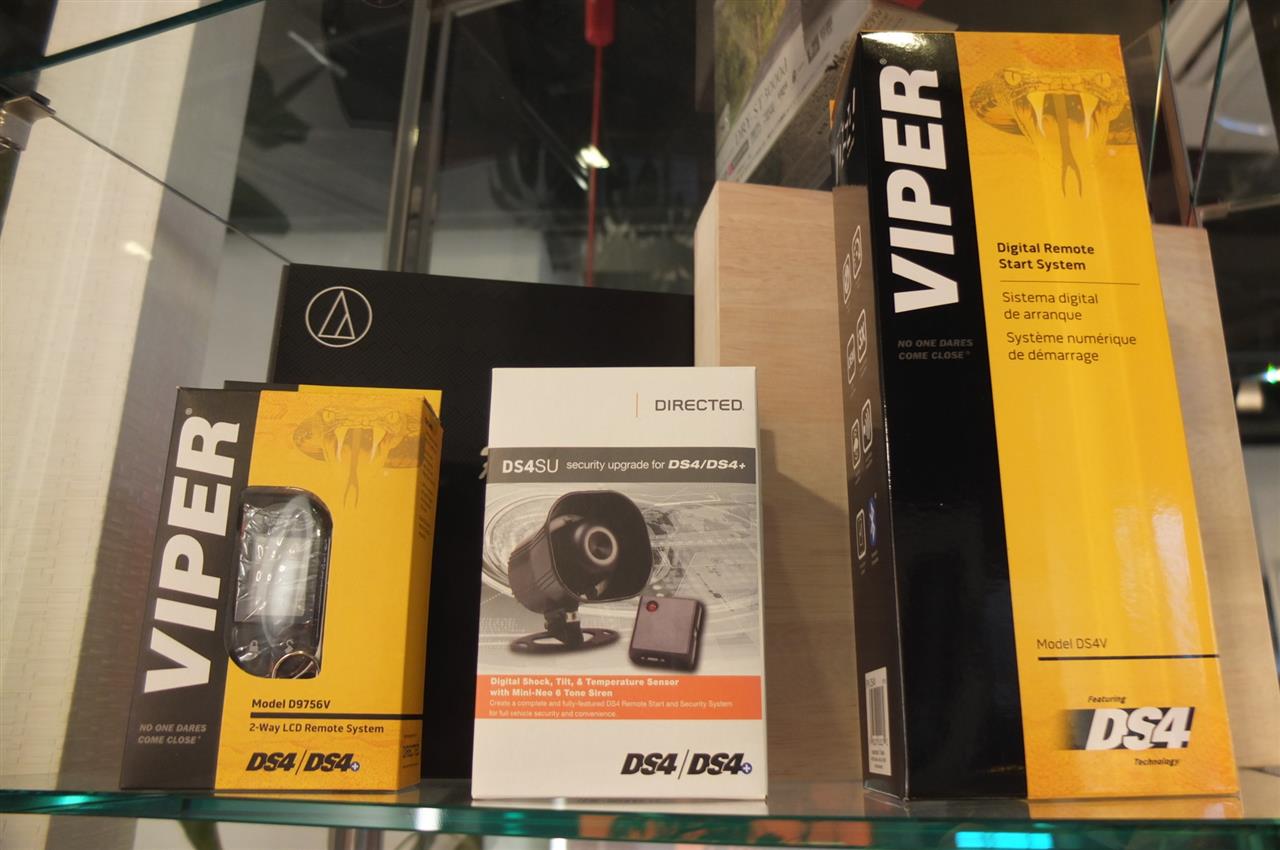 VIPER®
NO ONE DARES
COME CLOSE®
Model D9756V
2-Way LCD Remote System
DS4/DS4+
DIRECTED.
DS4SU security upgrade for DS4/DS4+
Digital Shock, Tilt, & Temperature Sensor
with Mini-Neo 6 Tone Siren
Create a complete and fully-featured DS4 Remote Start and Security System
for full vehicle security and convenience.
DS4/DS4+
VIPER®
NO ONE DARES
COME CLOSE®
Digital Remote
Start System
Sistema digital
de arranque
Système numérique
de démarrage
Model DS4V
Featuring
DS4
Technology